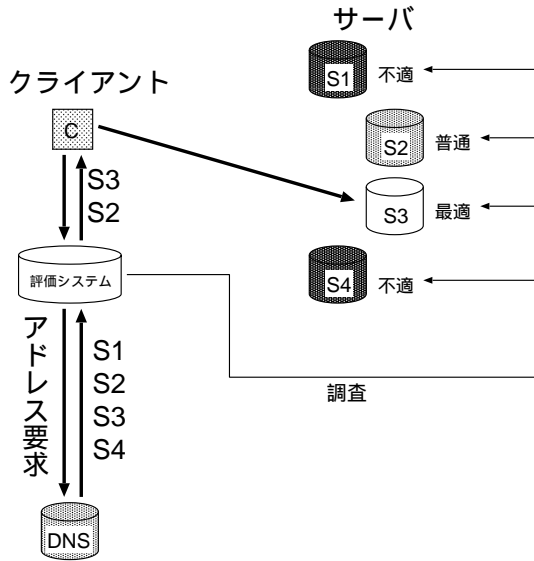 サーバ
S1 不適
クライアント
C
S2 普通
S3
S2
S3 最適
評価システム
S4 不適
アドレス要求
S1
S2
S3
S4
調査
DNS